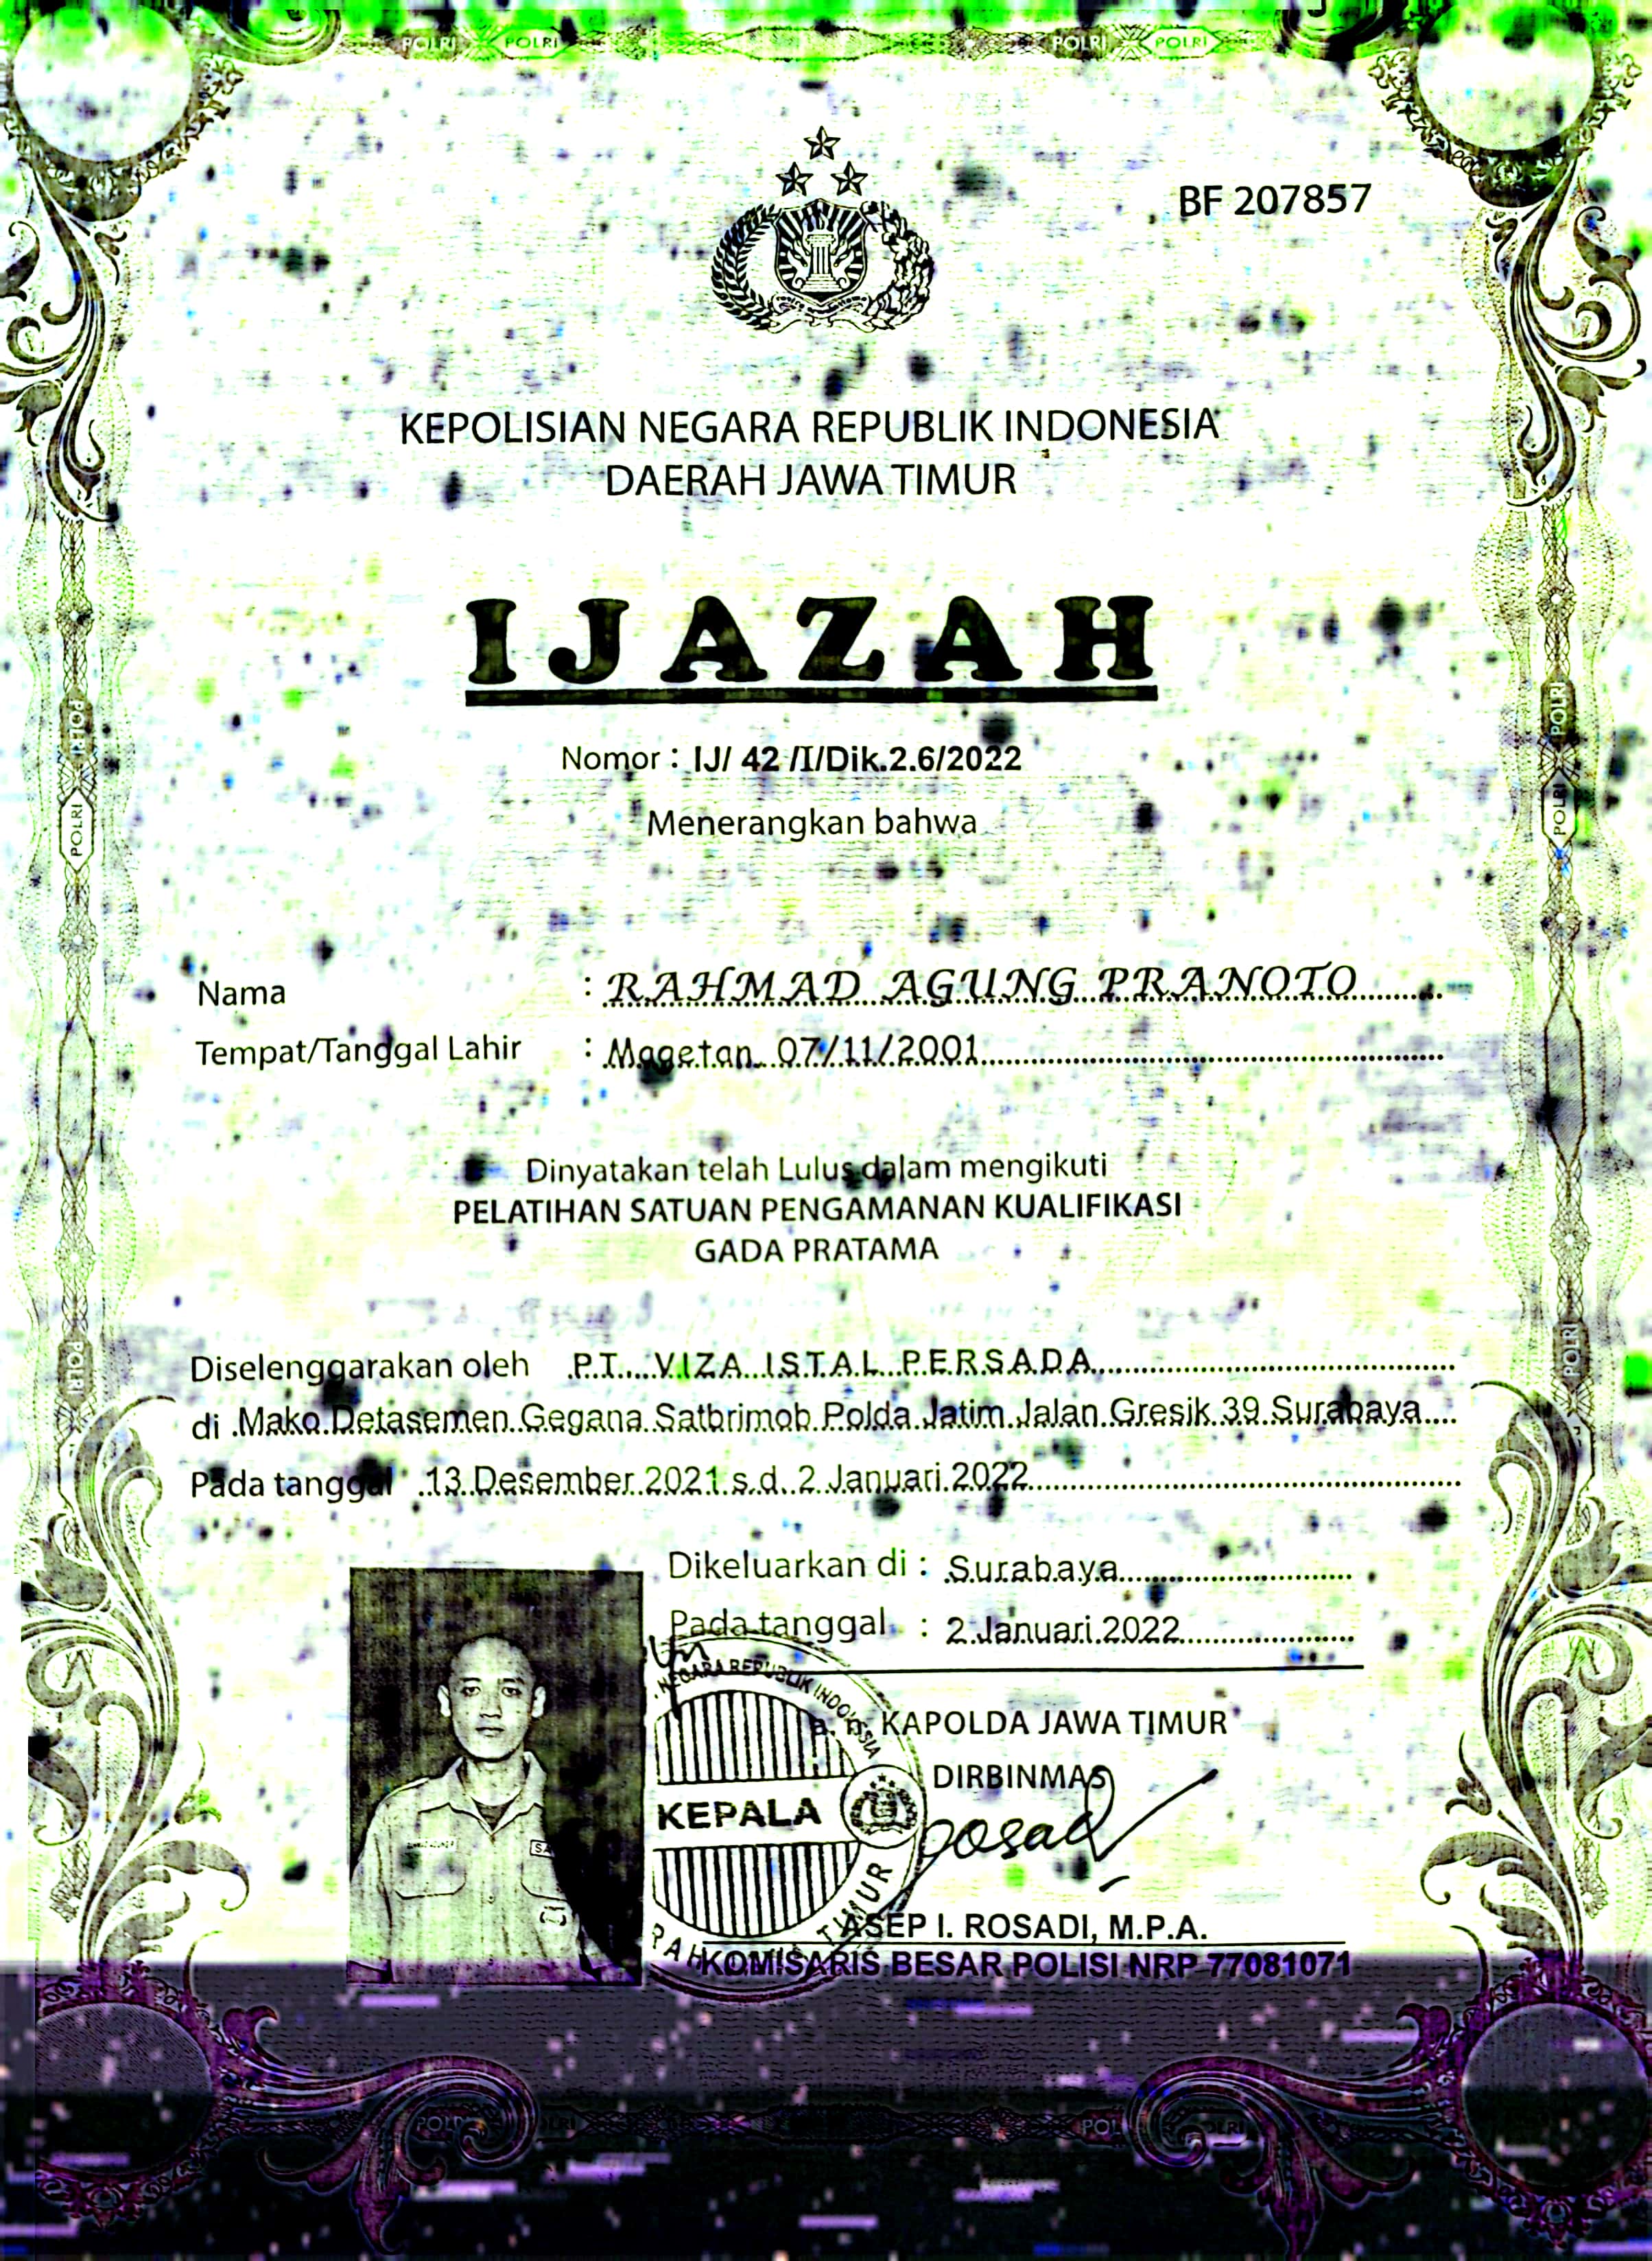 POLRI POLRI POLRI POLRI
BF 207857
KEPOLISIAN NEGARA REPUBLIK INDONESIA
DAERAH JAWA TIMUR
IJAZAH
Nomor : IJ/ 42 /I/Dik.2.6/2022
Menerangkan bahwa
Nama : RAHMAD AGUNG PRANOTO
Tempat/Tanggal Lahir : Magetan 07/11/2001
Dinyatakan telah Lulus dalam mengikuti
PELATIHAN SATUAN PENGAMANAN KUALIFIKASI
GADA PRATAMA
Diselenggarakan oleh PT. VIZA ISTAL PERSADA
di Mako Detasemen Gegana Satbrimob Polda Jatim Jalan Gresik 39 Surabaya
Pada tanggal 13 Desember 2021 s.d. 2 Januari 2022
Dikeluarkan di : Surabaya
Pada tanggal : 2 Januari 2022
NEGARA REPUBLIK INDONESIA
a. n. KAPOLDA JAWA TIMUR
DIRBINMAS
KEPALA
TIMUR
ASEP I. ROSADI, M.P.A.
KOMISARIS BESAR POLISI NRP 77081071